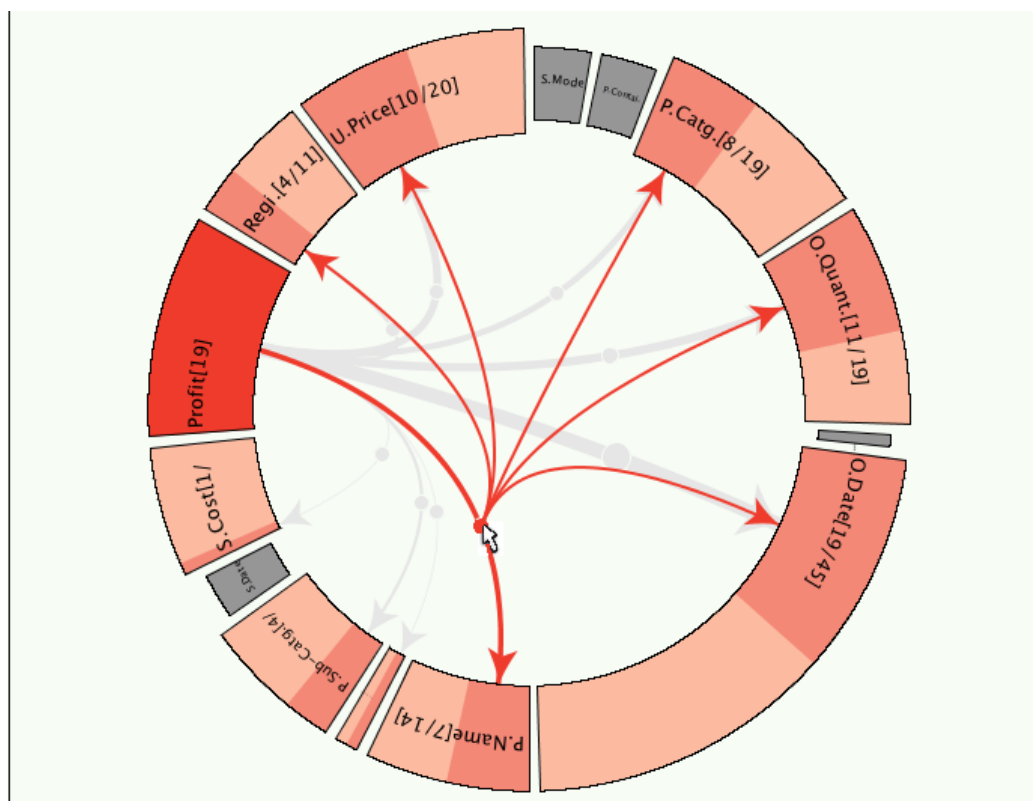 S.Mode
P.Contai.
P.Catg.[8/19]
O.Quant.[11/19]
O.Date[19/45]
P.Name[7/14]
P.Sub-Catg.[4/
S.Date
S.Cost[1/
Profit[19]
Regi.[4/11]
U.Price[10/20]